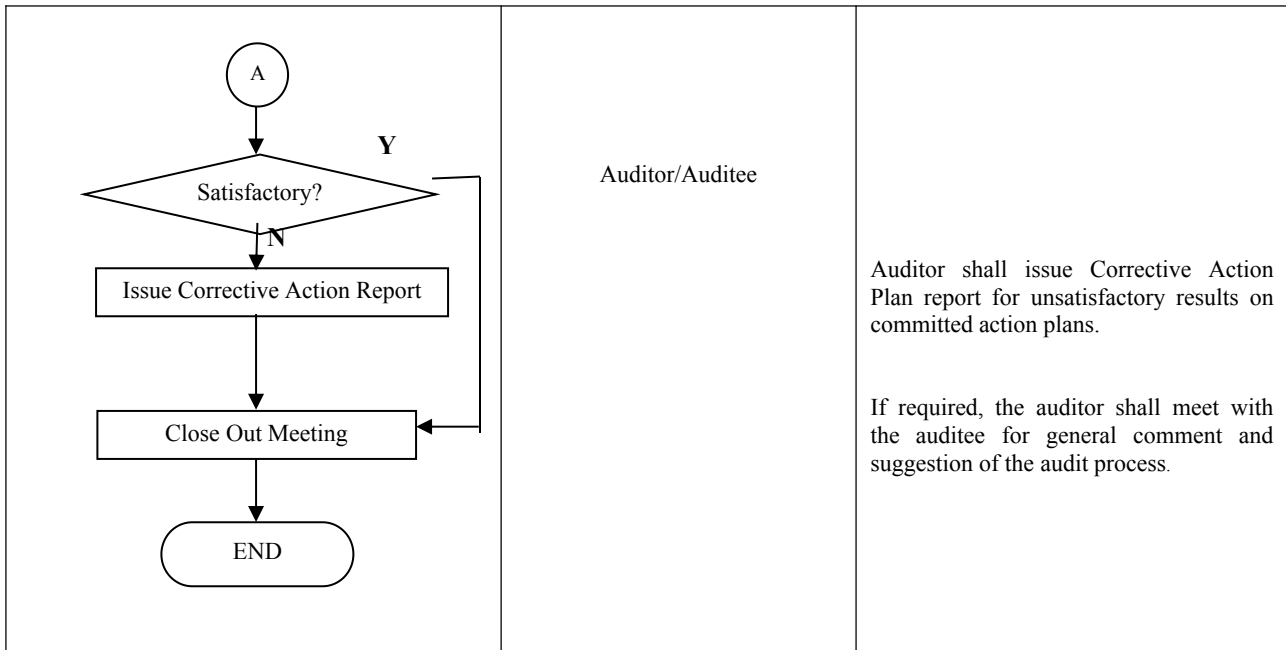 A
Y
Satisfactory?
N
Issue Corrective Action Report
Close Out Meeting
END
Auditor/Auditee
Auditor shall issue Corrective Action
Plan report for unsatisfactory results on
committed action plans.
If required, the auditor shall meet with
the auditee for general comment and
suggestion of the audit process.